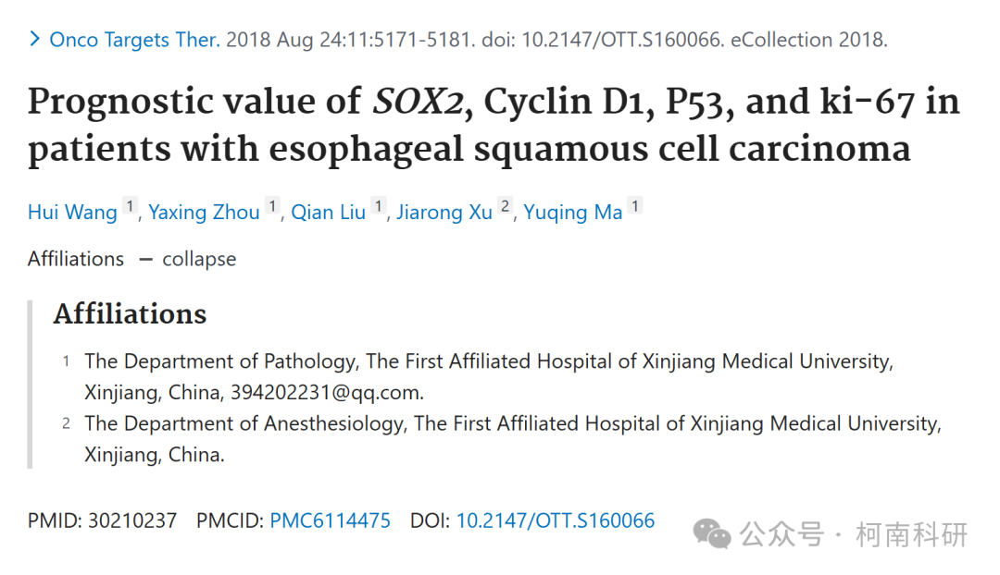 Onco Targets Ther. 2018 Aug 24:11:5171-5181. doi: 10.2147/OTT.S160066. eCollection 2018.
Prognostic value of SOX2, Cyclin D1, P53, and ki-67 in
patients with esophageal squamous cell carcinoma
Hui Wang 1, Yaxing Zhou 1, Qian Liu 1, Jiarong Xu 2, Yuqing Ma 1
Affiliations — collapse
Affiliations
1 The Department of Pathology, The First Affiliated Hospital of Xinjiang Medical University,
Xinjiang, China, 394202231@qq.com.
2 The Department of Anesthesiology, The First Affiliated Hospital of Xinjiang Medical University,
Xinjiang, China.
PMID: 30210237 PMCID: PMC6114475 DOI: 10.2147/OTT.S160066
公众号 · 柯南科研